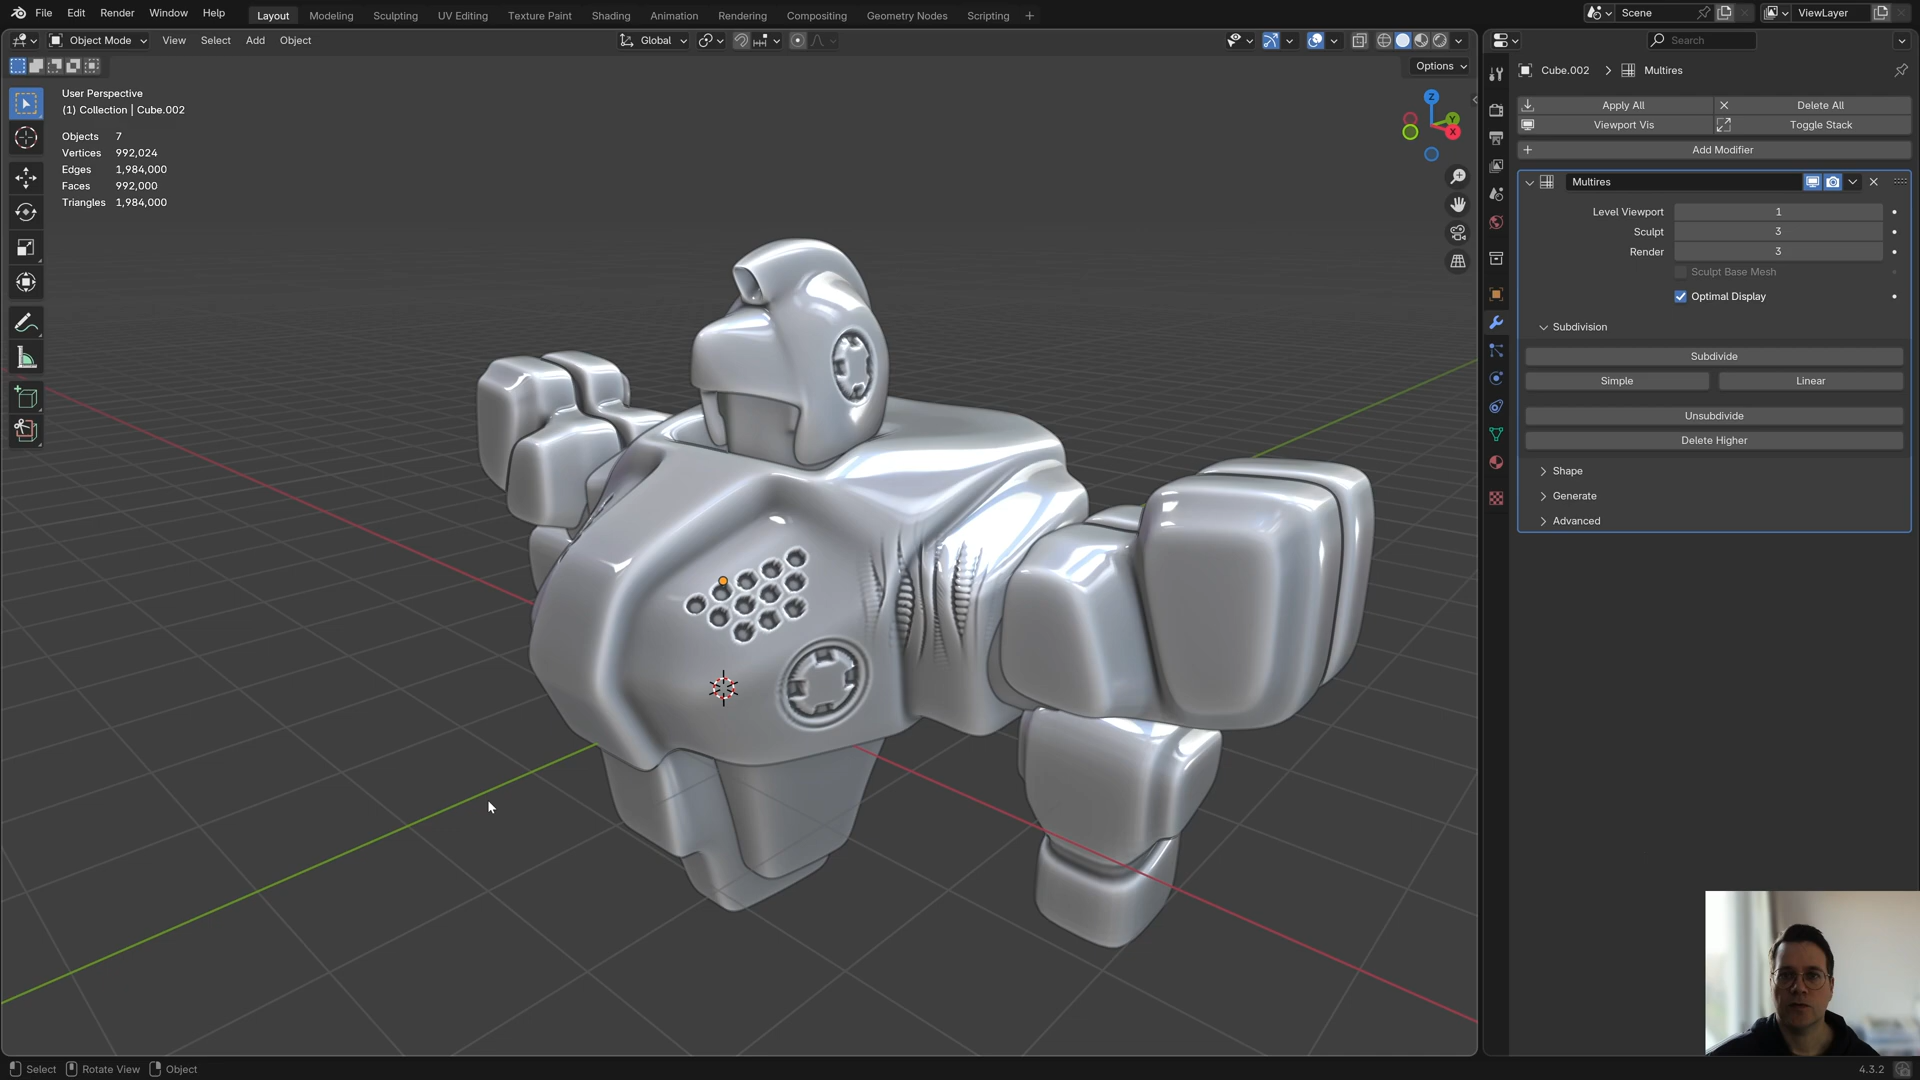 File Edit Render Window Help
Layout Modeling Sculpting UV Editing Texture Paint Shading Animation Rendering Compositing Geometry Nodes Scripting +
Scene
ViewLayer
Object Mode View Select Add Object
Global
Search
Options
User Perspective
(1) Collection | Cube.002
Objects 7
Vertices 992,024
Edges 1,984,000
Faces 992,000
Triangles 1,984,000
Z
Y
X
Cube.002 Multires
Apply All
Delete All
Viewport Vis
Toggle Stack
Add Modifier
Multires
Level Viewport 1
Sculpt 3
Render 3
Sculpt Base Mesh
Optimal Display
Subdivision
Subdivide
Simple
Linear
Unsubdivide
Delete Higher
Shape
Generate
Advanced
Select Rotate View Object
4.3.2